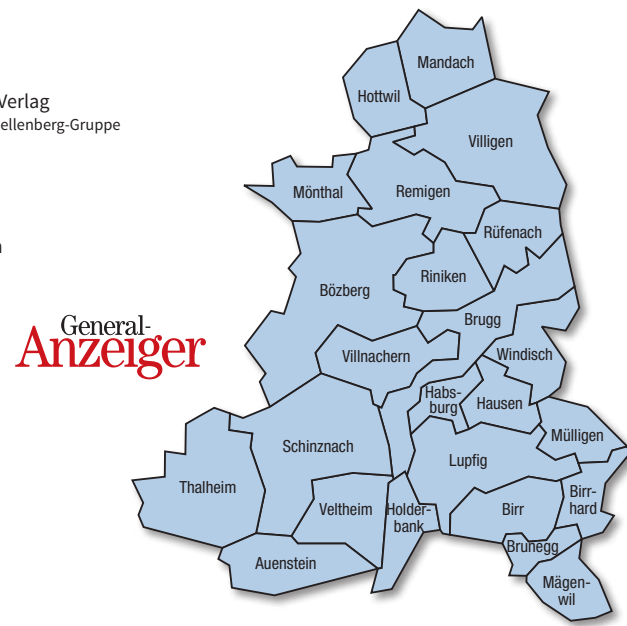 Verlag
ellenberg-Gruppe
General-
Anzeiger
Mandach
Hottwil
Villigen
Mönthal
Remigen
Rüfenach
Riniken
Bözberg
Brugg
Villnachern
Windisch
Habs-
burg
Hausen
Mülligen
Schinznach
Lupfig
Thalheim
Birr-
hard
Veltheim
Holder-
bank
Birr
Brunegg
Auenstein
Mägen-
wil